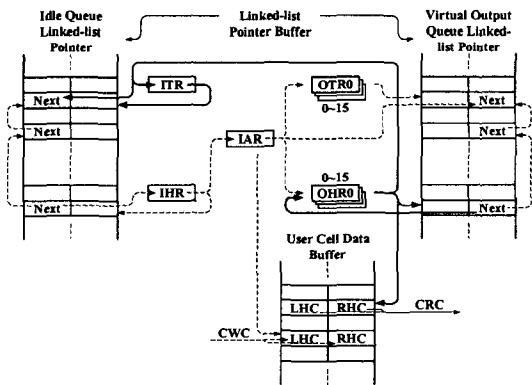 Idle Queue
Linked-list
Pointer
Linked-list
Pointer Buffer
Virtual Output
Queue Linked-
list Pointer
ITR
OTR0
Next
Next
0~15
Next
Next
IAR
0~15
IHR
OHR0
Next
Next
User Cell Data
Buffer
LHC
RHC
CRC
CWC
LHC
RHC